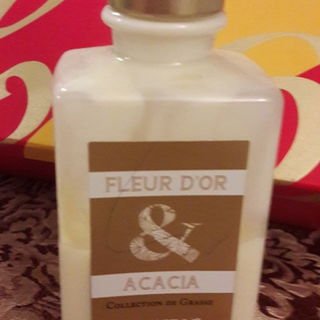 FLEUR D'OR
&
ACACIA
COLLECTION DE GRASSE